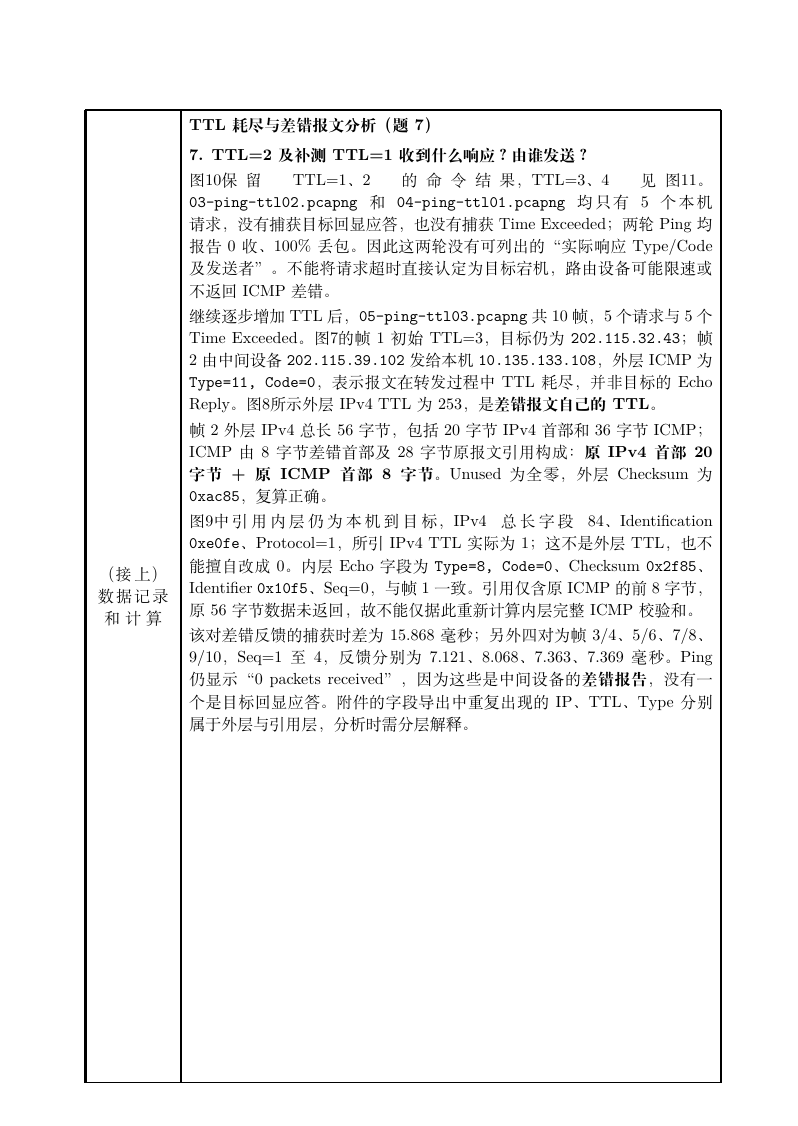 TTL 耗尽与差错报文分析（题 7）
7. TTL=2 及补测 TTL=1 收到什么响应？由谁发送？
图10保 留 TTL=1、2 的 命 令 结 果，TTL=3、4 见 图11。
03-ping-ttl02.pcapng 和 04-ping-ttl01.pcapng 均只有 5 个本机
请求，没有捕获目标回显应答，也没有捕获 Time Exceeded；两轮 Ping 均
报告 0 收、100% 丢包。因此这两轮没有可列出的“实际响应 Type/Code
及发送者”。不能将请求超时直接认定为目标宕机，路由设备可能限速或
不返回 ICMP 差错。
继续逐步增加 TTL 后，05-ping-ttl03.pcapng 共 10 帧，5 个请求与 5 个
Time Exceeded。图7的帧 1 初始 TTL=3，目标仍为 202.115.32.43；帧
2 由中间设备 202.115.39.102 发给本机 10.135.133.108，外层 ICMP 为
Type=11, Code=0，表示报文在转发过程中 TTL 耗尽，并非目标的 Echo
Reply。图8所示外层 IPv4 TTL 为 253，是差错报文自己的 TTL。
帧 2 外层 IPv4 总长 56 字节，包括 20 字节 IPv4 首部和 36 字节 ICMP；
ICMP 由 8 字节差错首部及 28 字节原报文引用构成：原 IPv4 首部 20
字节 + 原 ICMP 首部 8 字节。Unused 为全零，外层 Checksum 为
0xac85，复算正确。
图9中引用内层仍为本机到目标，IPv4 总长字段 84、Identification
0xe0fe、Protocol=1，所引 IPv4 TTL 实际为 1；这不是外层 TTL，也不
能擅自改成 0。内层 Echo 字段为 Type=8, Code=0、Checksum 0x2f85、
Identifier 0x10f5、Seq=0，与帧 1 一致。引用仅含原 ICMP 的前 8 字节，
原 56 字节数据未返回，故不能仅据此重新计算内层完整 ICMP 校验和。
该对差错反馈的捕获时差为 15.868 毫秒；另外四对为帧 3/4、5/6、7/8、
9/10，Seq=1 至 4，反馈分别为 7.121、8.068、7.363、7.369 毫秒。Ping
仍显示“0 packets received”，因为这些是中间设备的差错报告，没有一
个是目标回显应答。附件的字段导出中重复出现的 IP、TTL、Type 分别
属于外层与引用层，分析时需分层解释。
（接上）
数据记录
和 计 算